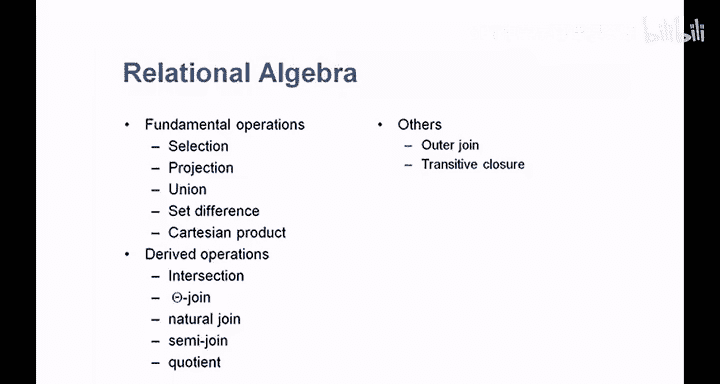 bilibili
Relational Algebra
• Fundamental operations
– Selection
– Projection
– Union
– Set difference
– Cartesian product
• Derived operations
– Intersection
– Θ-join
– natural join
– semi-join
– quotient
• Others
– Outer join
– Transitive closure